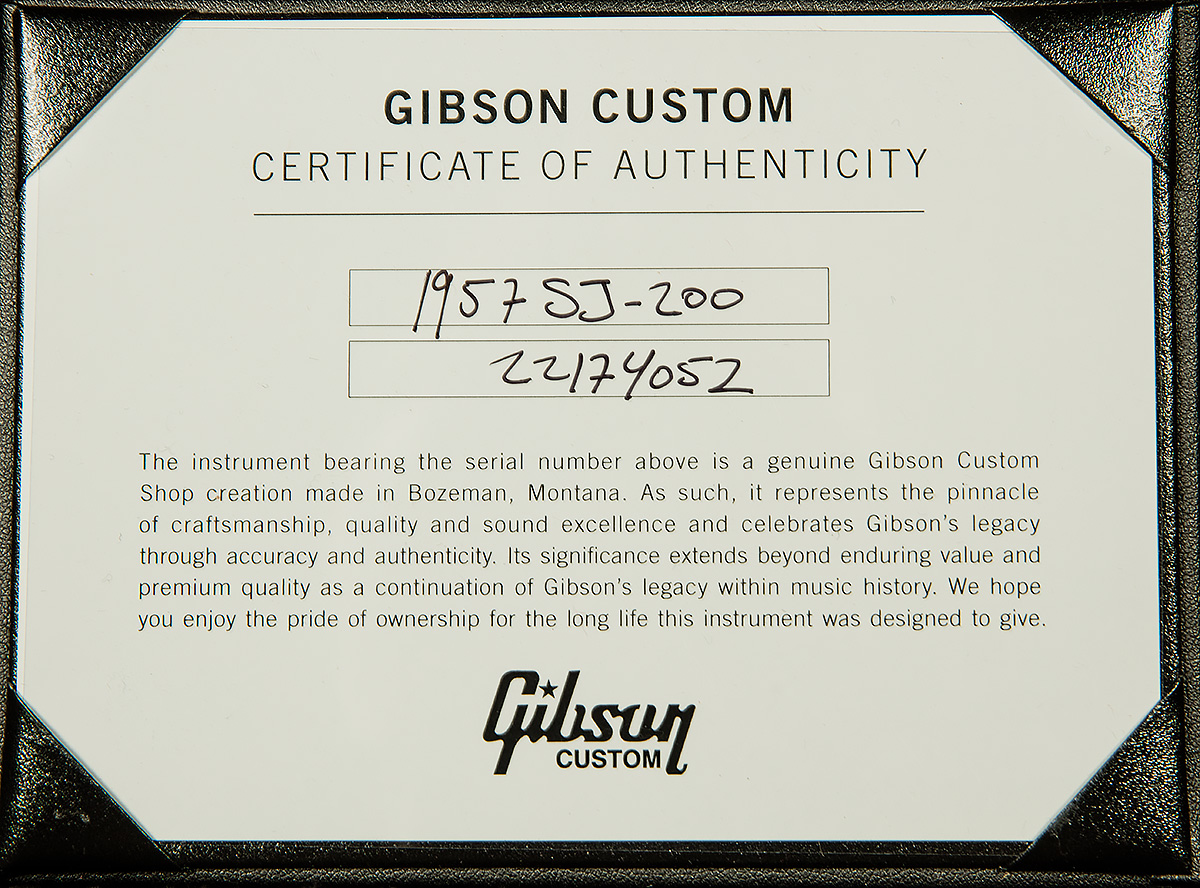 GIBSON CUSTOM
CERTIFICATE OF AUTHENTICITY
1957 SJ-200
22174052
The instrument bearing the serial number above is a genuine Gibson Custom
Shop creation made in Bozeman, Montana. As such, it represents the pinnacle
of craftsmanship, quality and sound excellence and celebrates Gibson's legacy
through accuracy and authenticity. Its significance extends beyond enduring value and
premium quality as a continuation of Gibson's legacy within music history. We hope
you enjoy the pride of ownership for the long life this instrument was designed to give.
Gibson
CUSTOM